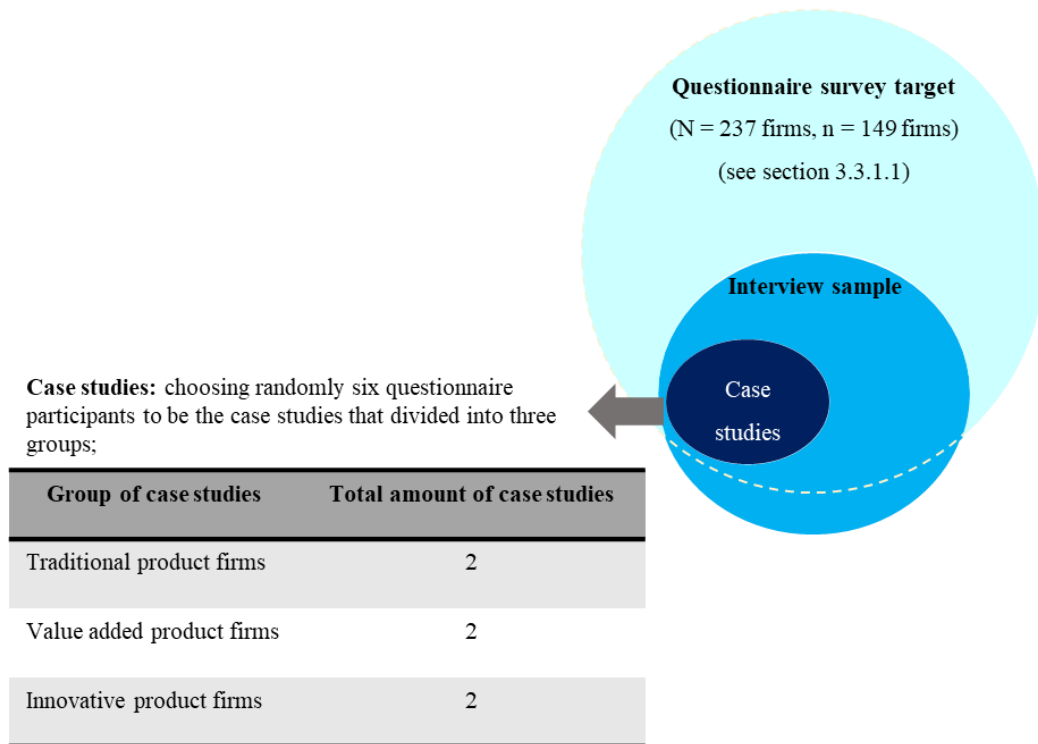 Questionnaire survey target
(N = 237 firms, n = 149 firms)
(see section 3.3.1.1)
Interview sample
Case
studies
Case studies: choosing randomly six questionnaire
participants to be the case studies that divided into three
groups;
Group of case studies Total amount of case studies
Traditional product firms 2
Value added product firms 2
Innovative product firms 2